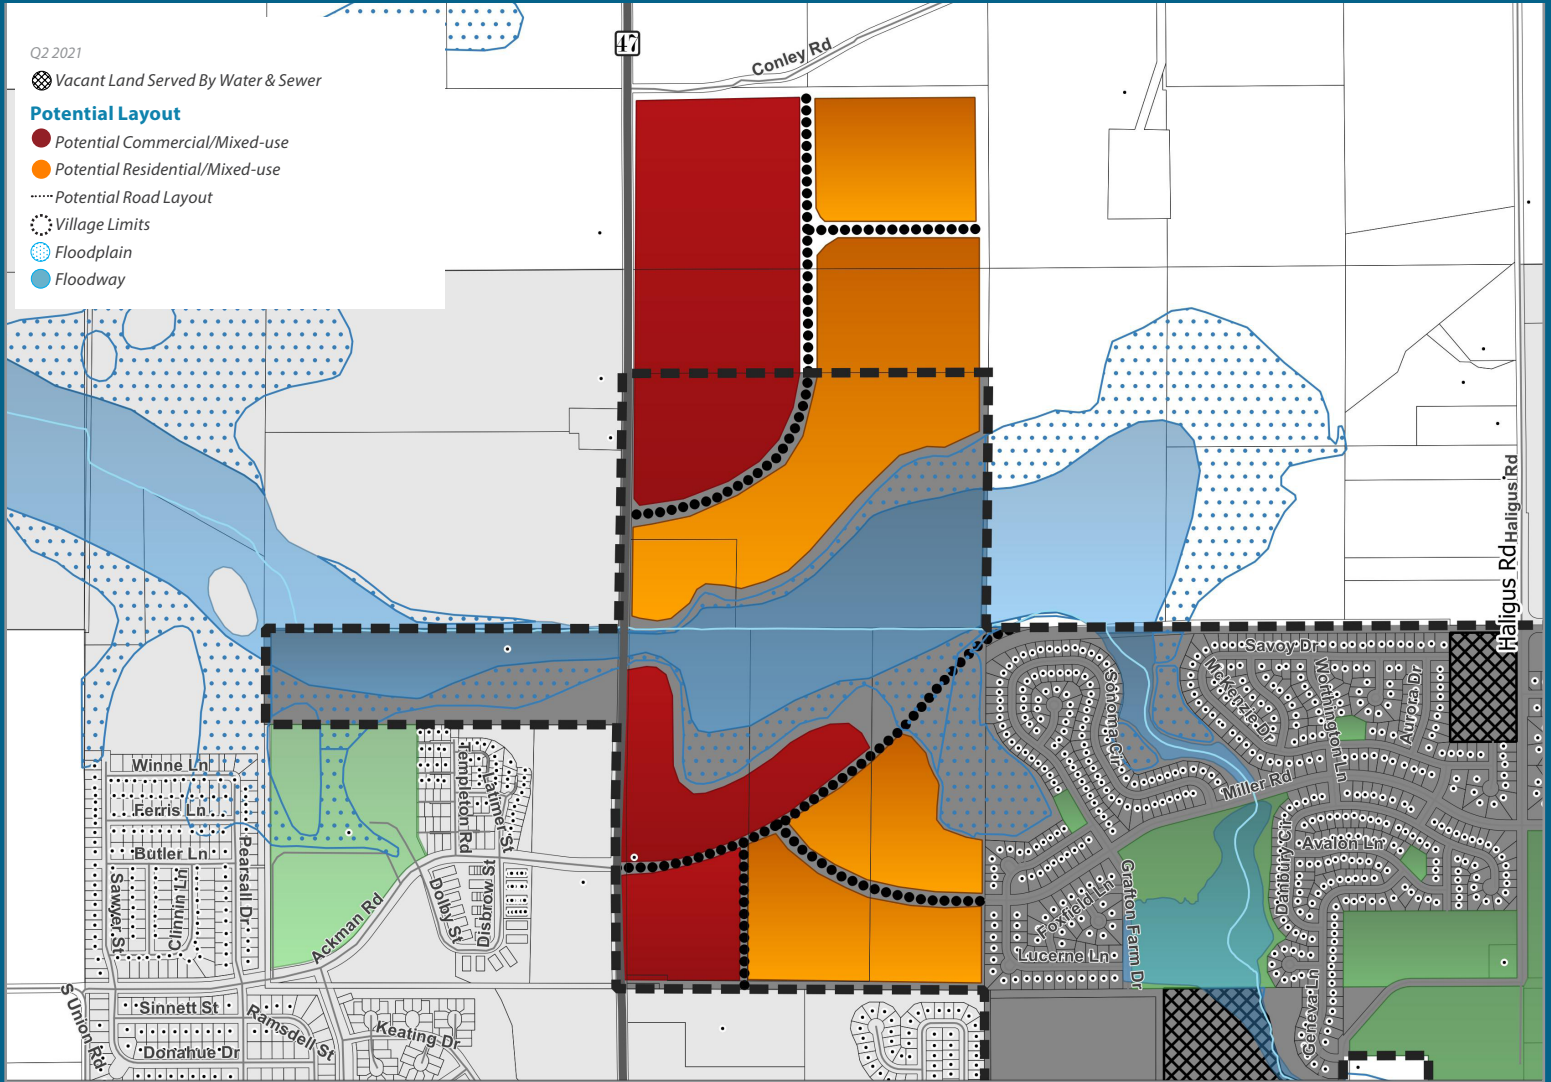 Q2 2021
Vacant Land Served By Water & Sewer
Potential Layout
Potential Commercial/Mixed-use
Potential Residential/Mixed-use
Potential Road Layout
Village Limits
Floodplain
Floodway
47
Conley Rd
Haligus Rd
Haligus Rd
Savoy Dr
McKenzie Dr
Worthington Ln
Aurora Dr
Sonoma Cir
Miller Rd
Winne Ln
Ferris Ln
Butler Ln
Sawyer St
Clinnin Ln
Pearsall Dr
Templeton Rd
Latimer St
Dolby St
Disbrow St
Ackman Rd
Danbury Cir
Avalon Ln
Grafton Farm Dr
Foxfield Ln
Lucerne Ln
Geneva Ln
S Union Rd
Sinnett St
Ramsdell St
Donahue Dr
Keating Dr